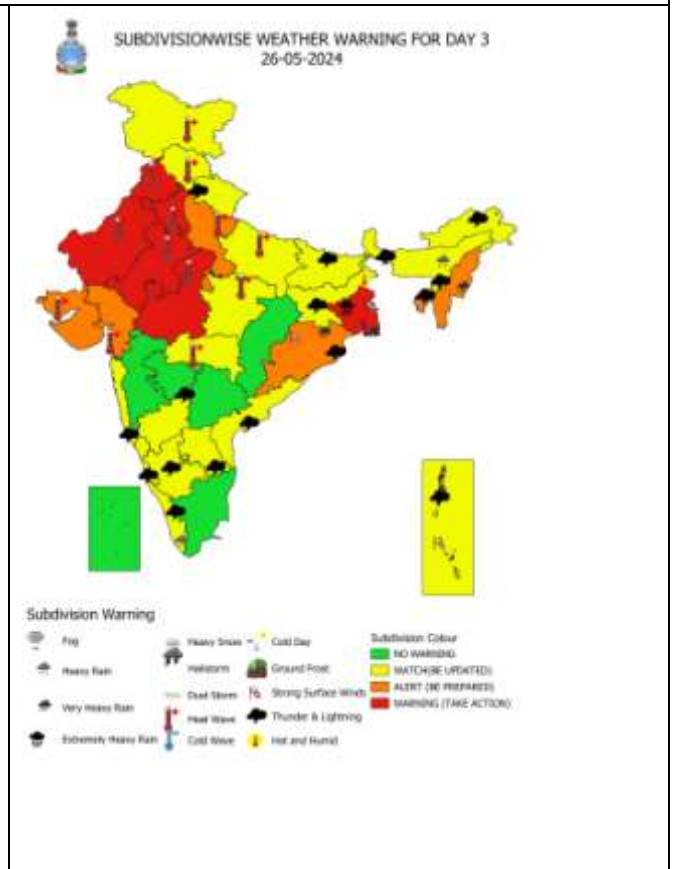 SUBDIVISIONWISE WEATHER WARNING FOR DAY 3
26-05-2024
Subdivision Warning
Fog
Heavy Rain
Very Heavy Rain
Extremely Heavy Rain
Heavy Snow
Hailstorm
Dust Storm
Heat Wave
Cold Wave
Cold Day
Ground Frost
Strong Surface Winds
Thunder & Lightning
Hot and Humid
Subdivision Colour
NO WARNING
WATCH(BE UPDATED)
ALERT (BE PREPARED)
WARNING (TAKE ACTION)